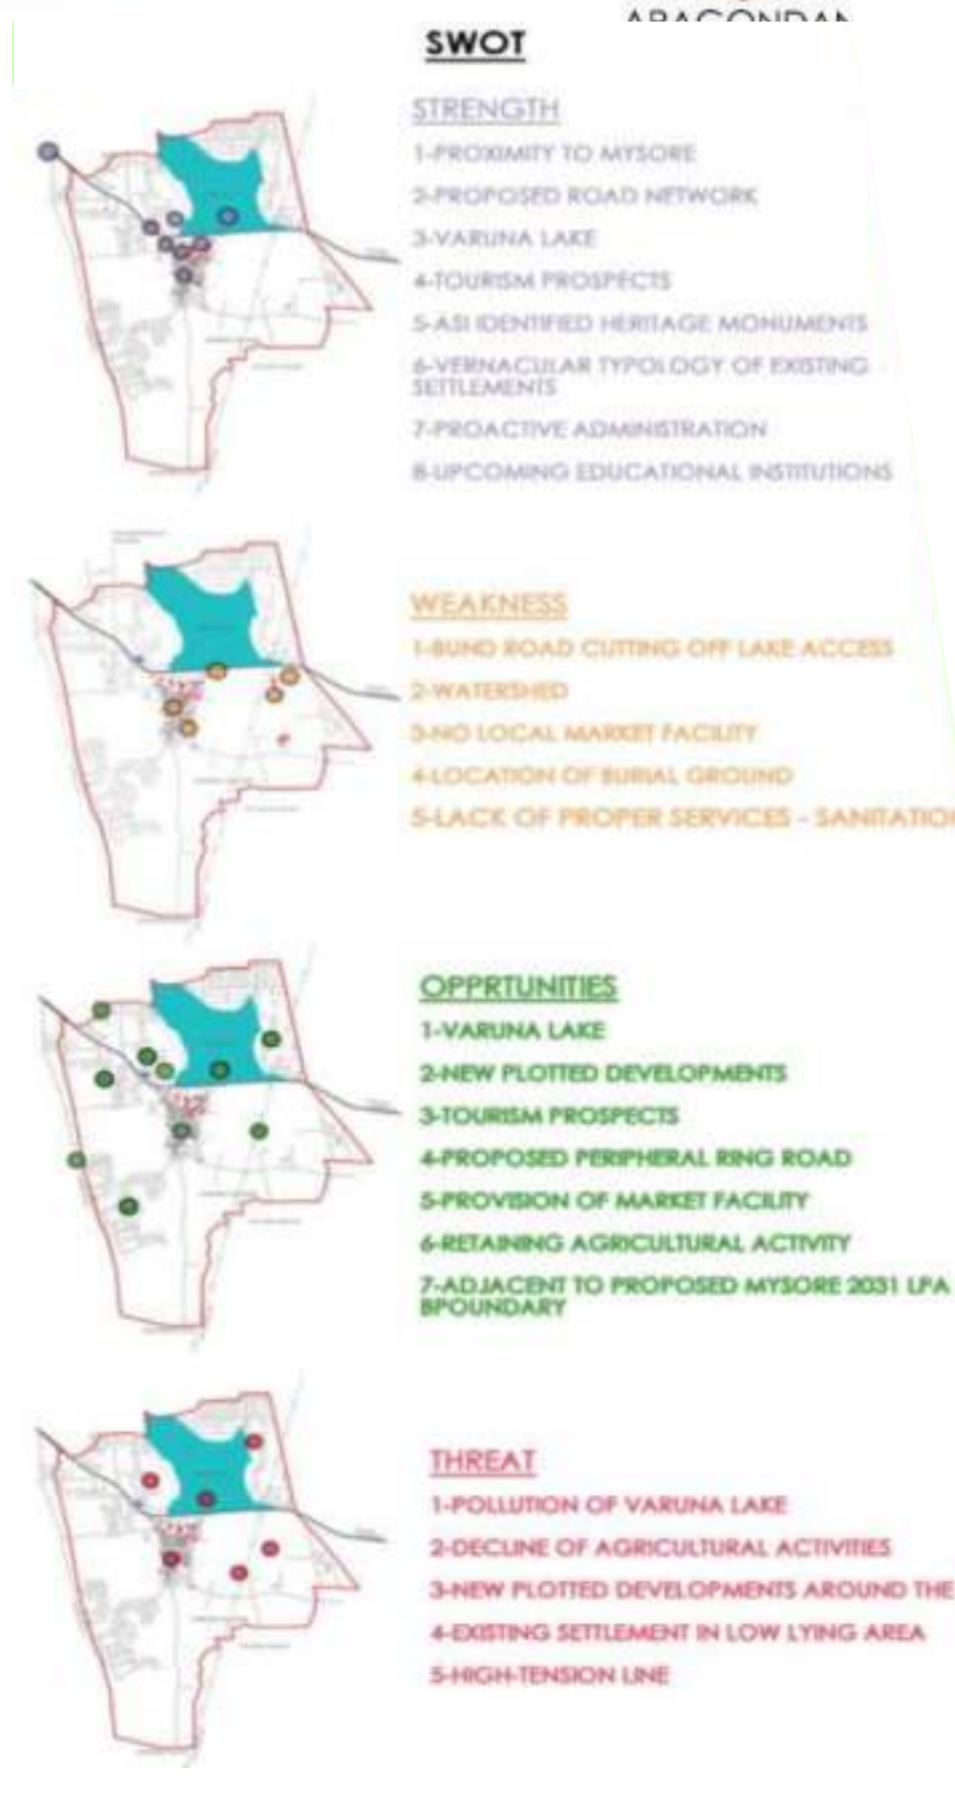 SWOT
STRENGTH
1-PROXIMITY TO MYSORE
2-PROPOSED ROAD NETWORK
3-VARUNA LAKE
4-TOURISM PROSPECTS
5-ASI IDENTIFIED HERITAGE MONUMENTS
6-VERNACULAR TYPOLOGY OF EXISTING
SETTLEMENTS
7-PROACTIVE ADMINISTRATION
8-UPCOMING EDUCATIONAL INSTITUTIONS
WEAKNESS
1-BUND ROAD CUTTING OFF LAKE ACCESS
2-WATERSHED
3-NO LOCAL MARKET FACILITY
4-LOCATION OF BURIAL GROUND
5-LACK OF PROPER SERVICES - SANITATIO
OPPRTUNITIES
1-VARUNA LAKE
2-NEW PLOTTED DEVELOPMENTS
3-TOURISM PROSPECTS
4-PROPOSED PERIPHERAL RING ROAD
5-PROVISION OF MARKET FACILITY
6-RETAINING AGRICULTURAL ACTIVITY
7-ADJACENT TO PROPOSED MYSORE 2031 LPA
BPOUNDARY
THREAT
1-POLLUTION OF VARUNA LAKE
2-DECLINE OF AGRICULTURAL ACTIVITIES
3-NEW PLOTTED DEVELOPMENTS AROUND THE
4-EXISTING SETTLEMENT IN LOW LYING AREA
5-HIGH-TENSION LINE